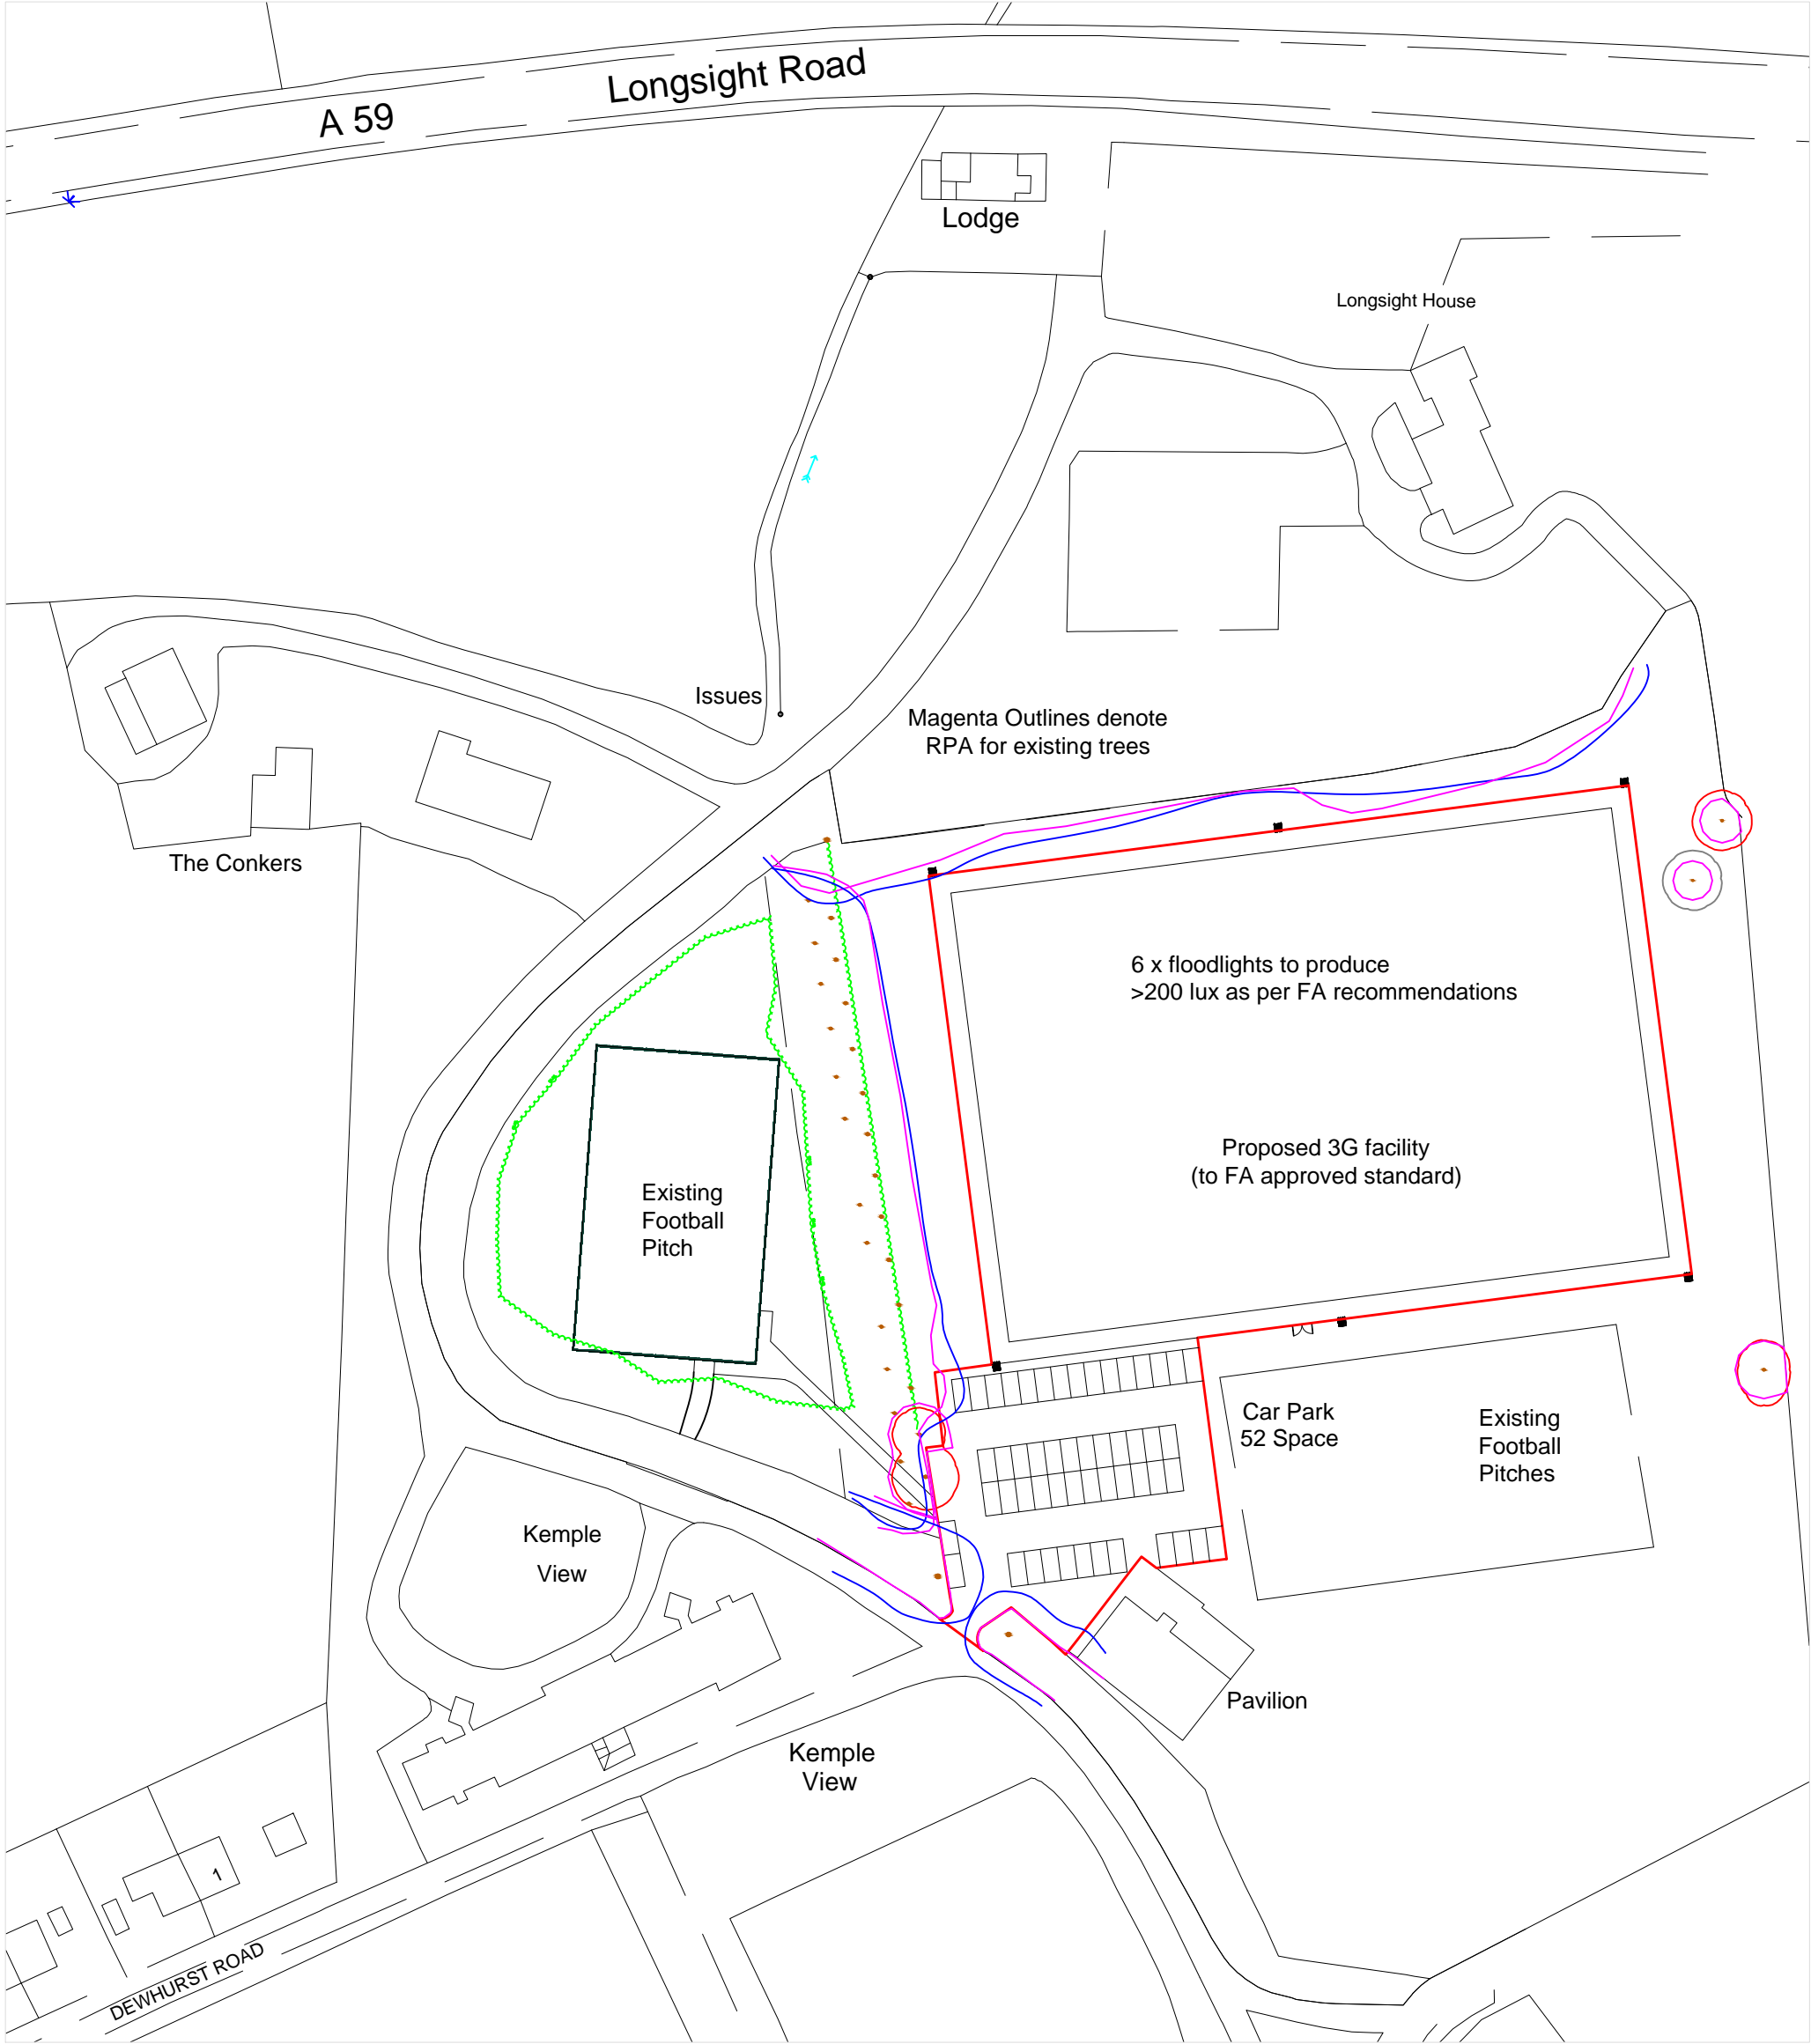 Longsight Road
A 59
Lodge
Longsight House
Issues
Magenta Outlines denote
RPA for existing trees
The Conkers
6 x floodlights to produce
>200 lux as per FA recommendations
Proposed 3G facility
(to FA approved standard)
Existing
Football
Pitch
Car Park
52 Space
Existing
Football
Pitches
Kemple
View
Pavilion
Kemple
View
1
DEWHURST ROAD